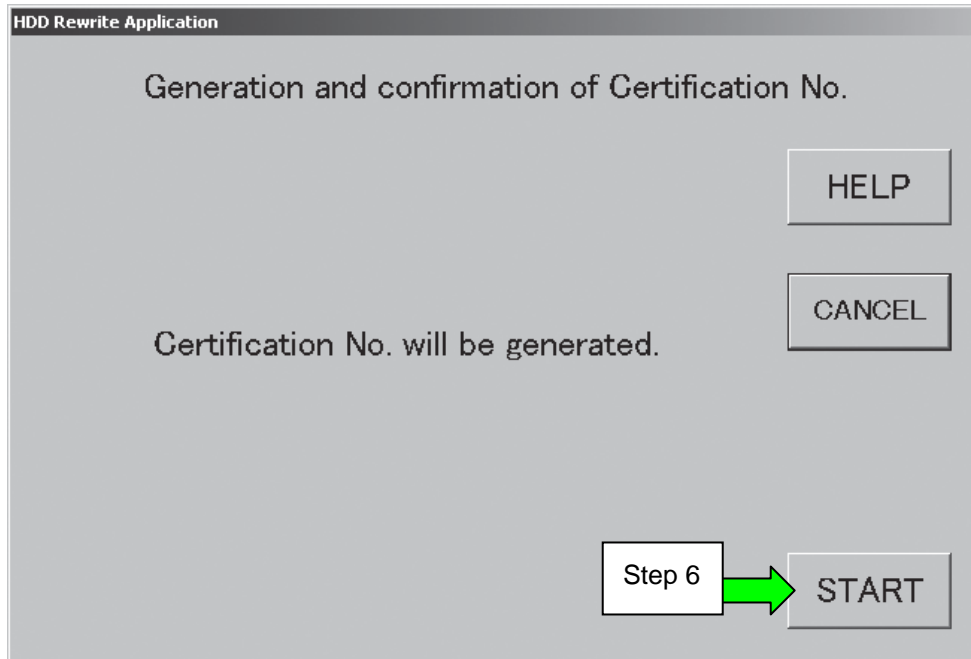 HDD Rewrite Application
Generation and confirmation of Certification No.
HELP
CANCEL
Certification No. will be generated.
Step 6
START